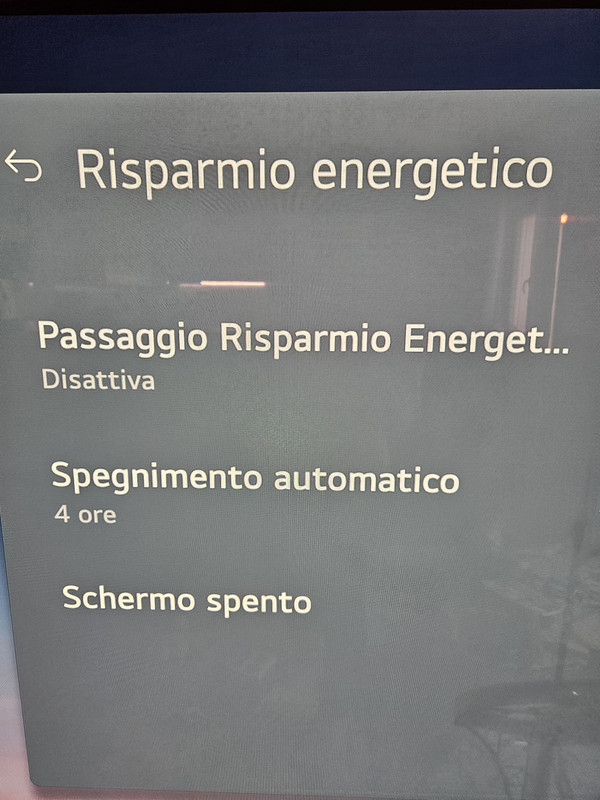 Risparmio energetico
Passaggio Risparmio Energet...
Disattiva
Spegnimento automatico
4 ore
Schermo spento